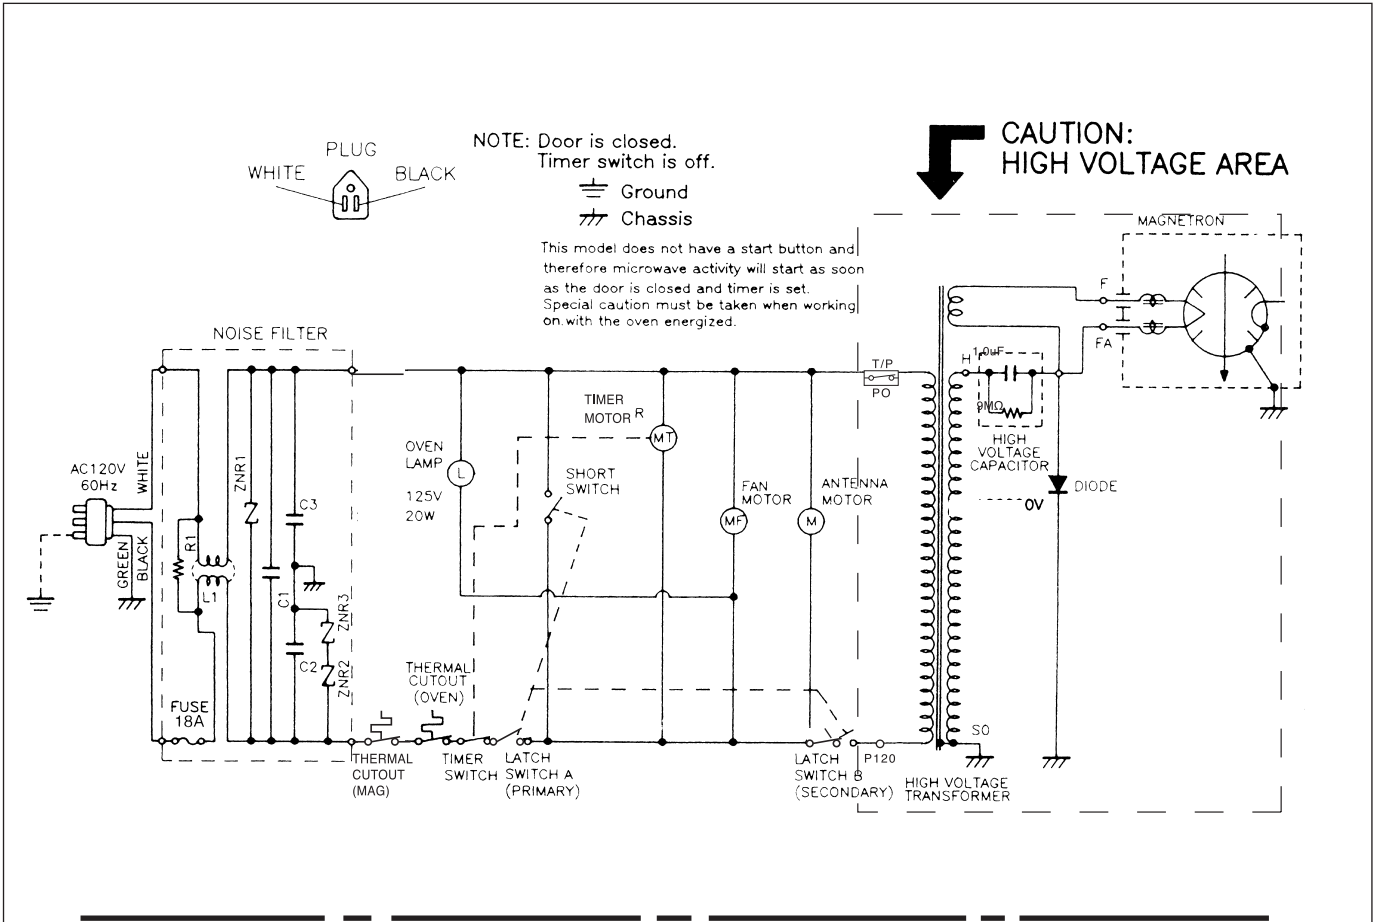 NOTE: Door is closed.
Timer switch is off.
Ground
Chassis
This model does not have a start button and
therefore microwave activity will start as soon
as the door is closed and timer is set.
Special caution must be taken when working
on.with the oven energized.
CAUTION:
HIGH VOLTAGE AREA
PLUG
WHITE
BLACK
MAGNETRON
F
FA
NOISE FILTER
AC120V
60Hz
WHITE
GREEN
BLACK
R1
L1
ZNR1
C1
C3
C2
ZNR3
ZNR2
FUSE
18A
OVEN
LAMP
L
125V
20W
TIMER
MOTOR R
MT
SHORT
SWITCH
FAN
MOTOR
MF
ANTENNA
MOTOR
M
T/P
PO
H
1.0uF
9MΩ
HIGH
VOLTAGE
CAPACITOR
0V
DIODE
THERMAL
CUTOUT
(OVEN)
THERMAL
CUTOUT
(MAG)
TIMER
SWITCH
LATCH
SWITCH A
(PRIMARY)
LATCH
SWITCH B
(SECONDARY)
P120
SO
HIGH VOLTAGE
TRANSFORMER